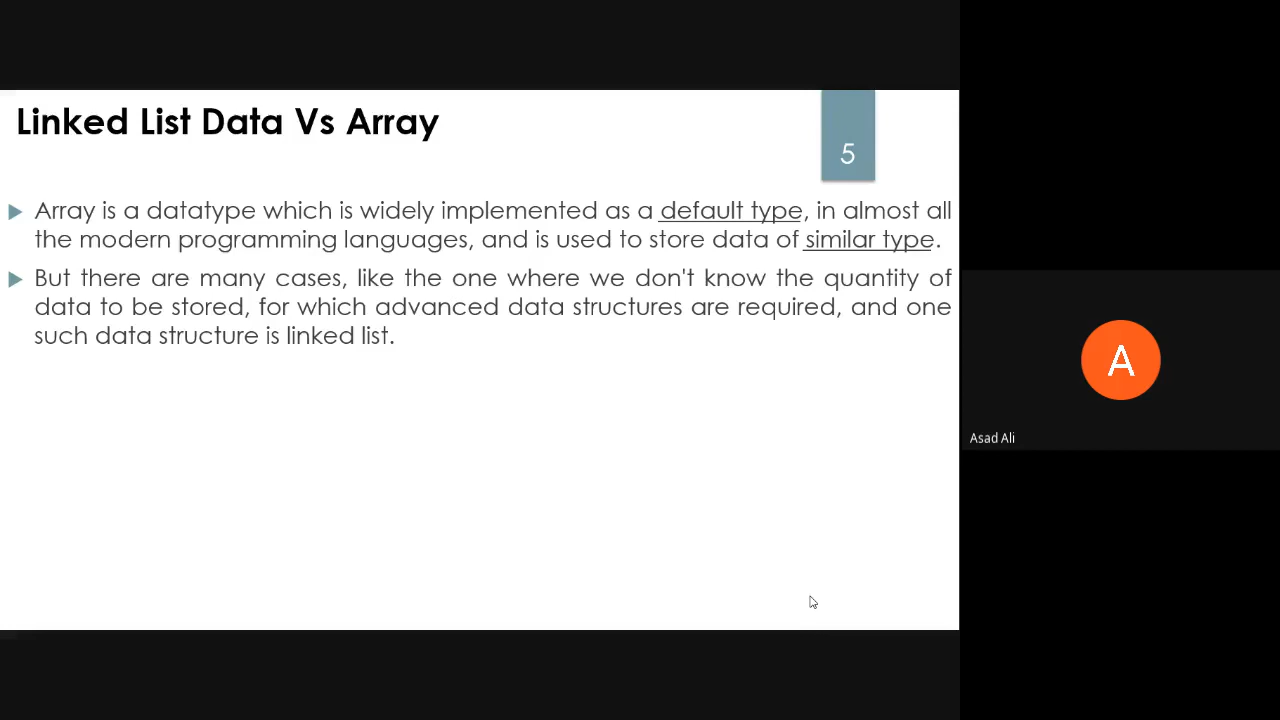 Linked List Data Vs Array
5
Array is a datatype which is widely implemented as a default type, in almost all
the modern programming languages, and is used to store data of similar type.
But there are many cases, like the one where we don't know the quantity of
data to be stored, for which advanced data structures are required, and one
such data structure is linked list.
A
Asad Ali